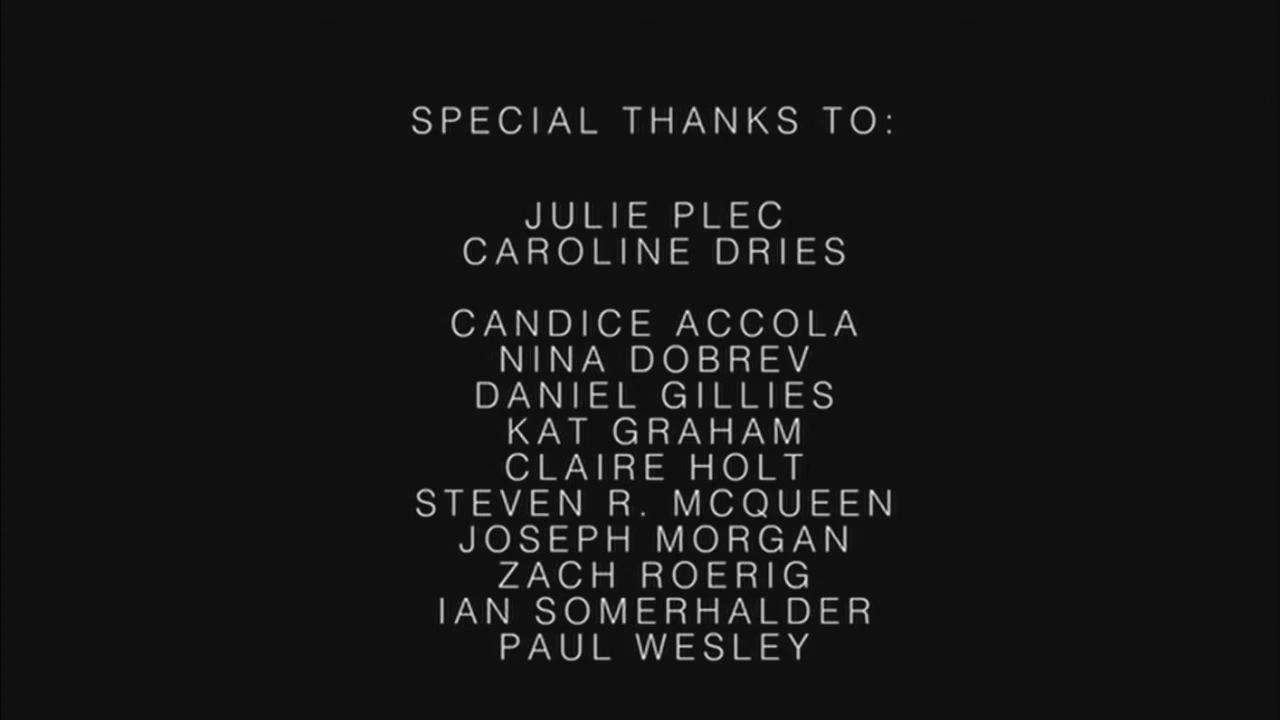 SPECIAL THANKS TO:
JULIE PLEC
CAROLINE DRIES
CANDICE ACCOLA
NINA DOBREV
DANIEL GILLIES
KAT GRAHAM
CLAIRE HOLT
STEVEN R. MCQUEEN
JOSEPH MORGAN
ZACH ROERIG
IAN SOMERHALDER
PAUL WESLEY